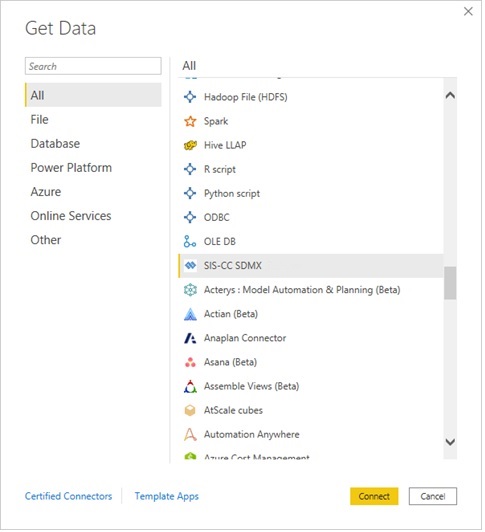 Get Data
Search
All
File
Database
Power Platform
Azure
Online Services
Other
All
Hadoop File (HDFS)
Spark
Hive LLAP
R script
Python script
ODBC
OLE DB
SIS-CC SDMX
Acterys : Model Automation & Planning (Beta)
Actian (Beta)
Anaplan Connector
Asana (Beta)
Assemble Views (Beta)
AtScale cubes
Automation Anywhere
Azure Cost Management
Certified Connectors
Template Apps
Connect
Cancel